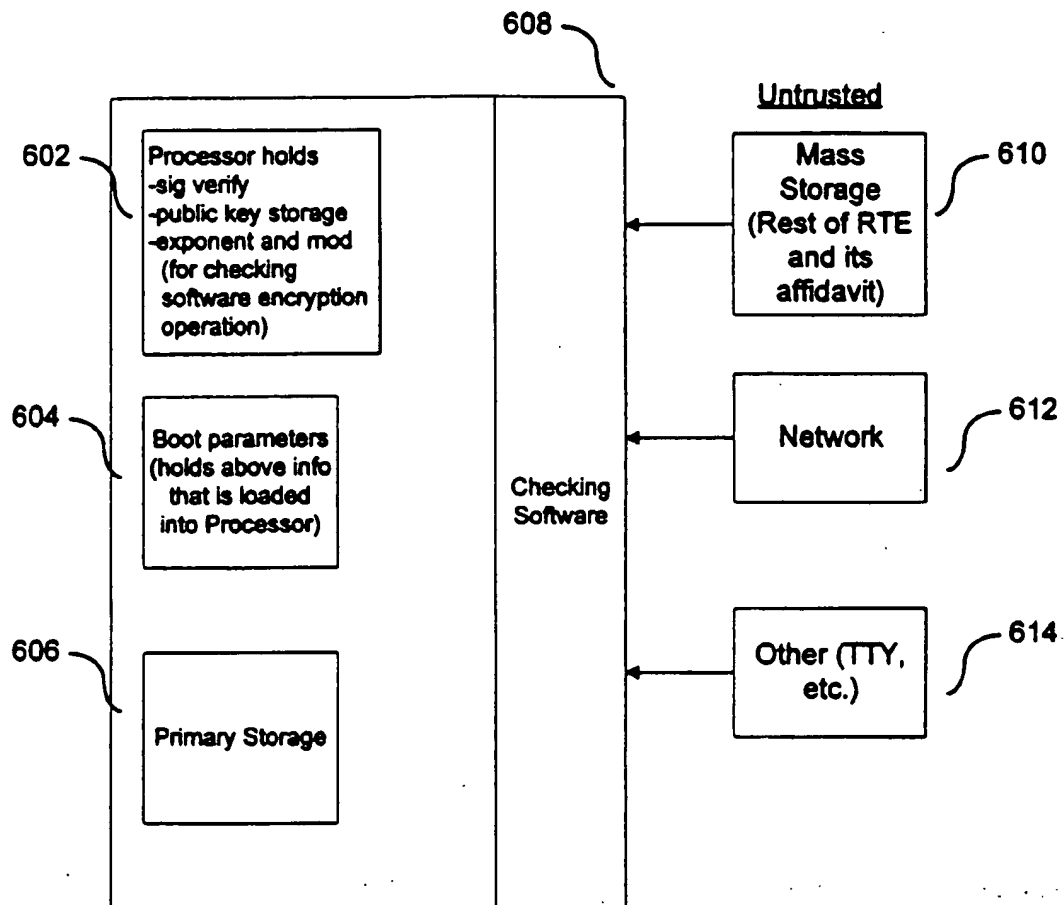 608
Untrusted
602
Processor holds
-sig verify
-public key storage
-exponent and mod
(for checking
software encryption
operation)
Mass
Storage
(Rest of RTE
and its
affidavit)
610
604
Boot parameters
(holds above info
that is loaded
into Processor)
Network
612
Checking
Software
606
Primary Storage
Other (TTY,
etc.)
614